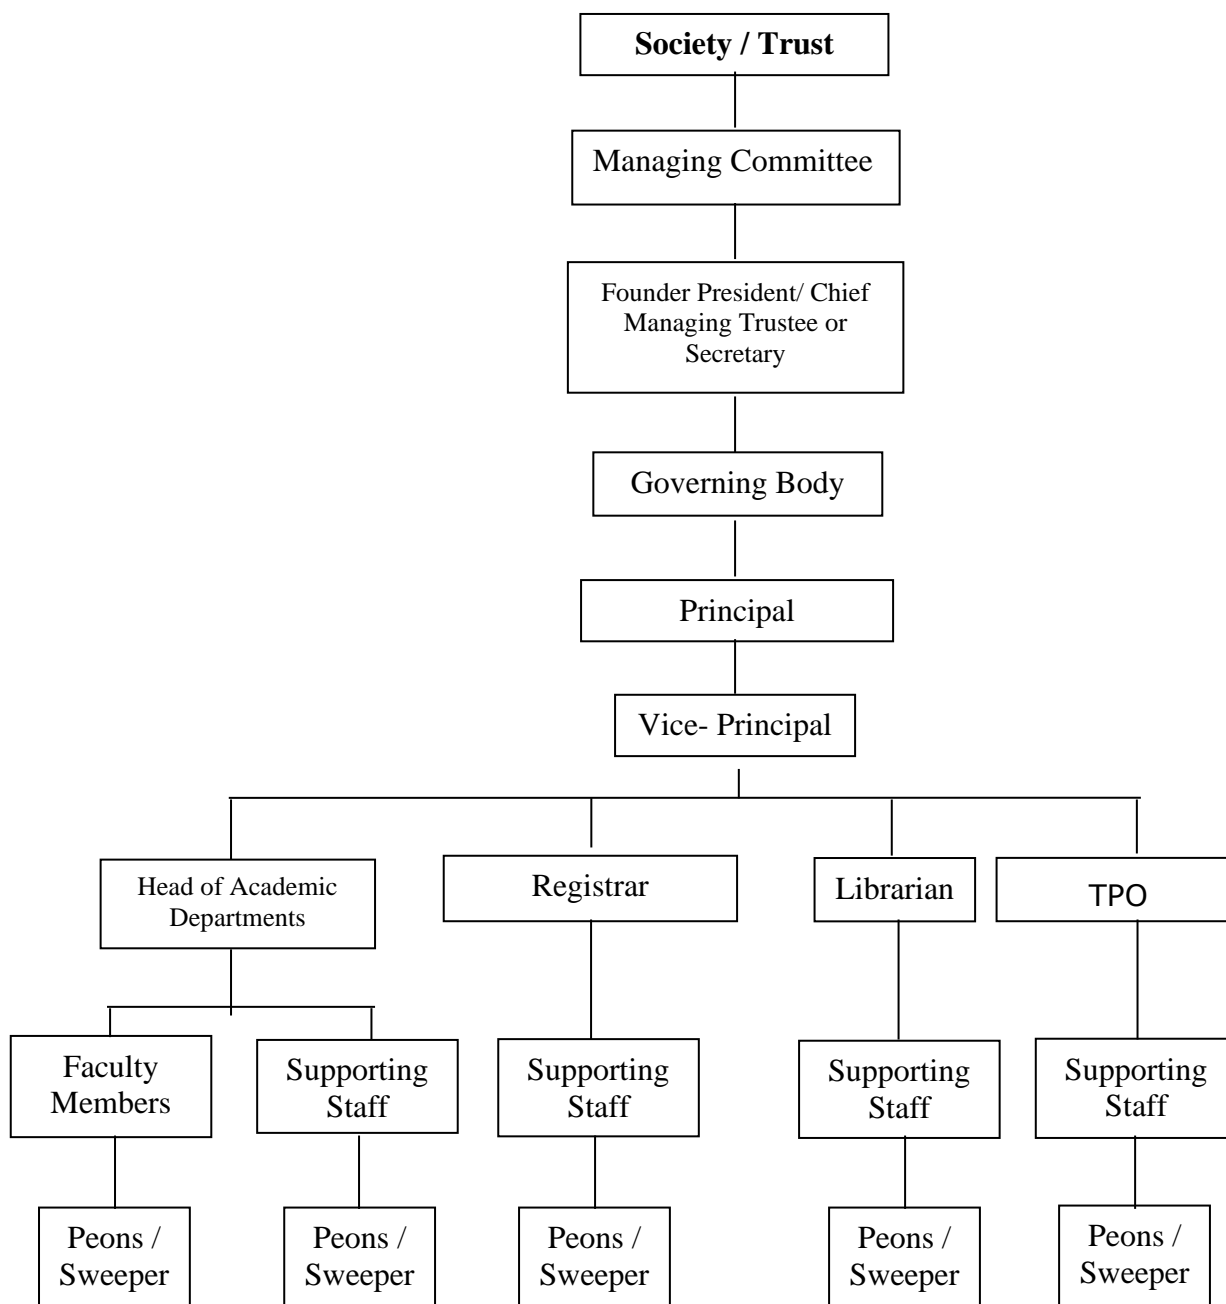 Society / Trust
Managing Committee
Founder President/ Chief
Managing Trustee or
Secretary
Governing Body
Principal
Vice- Principal
Head of Academic
Departments
Registrar
Librarian
TPO
Faculty
Members
Supporting
Staff
Supporting
Staff
Supporting
Staff
Supporting
Staff
Peons /
Sweeper
Peons /
Sweeper
Peons /
Sweeper
Peons /
Sweeper
Peons /
Sweeper